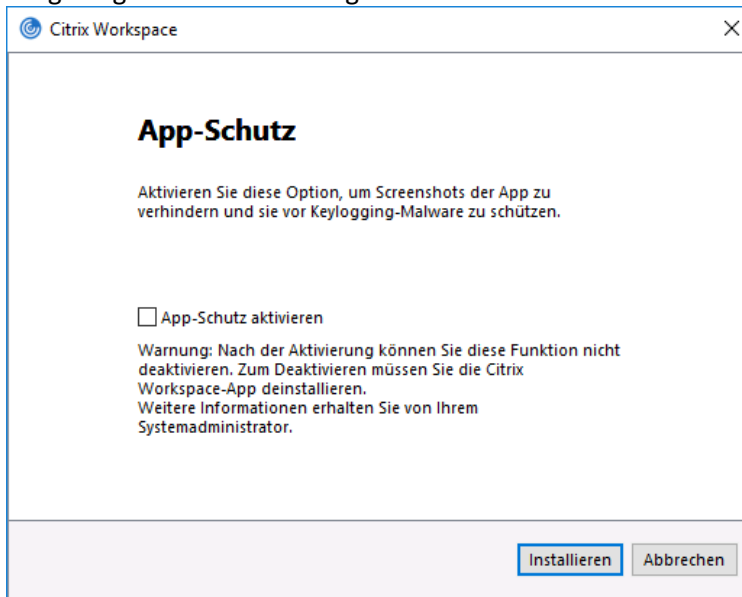 Citrix Workspace
App-Schutz
Aktivieren Sie diese Option, um Screenshots der App zu
verhindern und sie vor Keylogging-Malware zu schützen.
App-Schutz aktivieren
Warnung: Nach der Aktivierung können Sie diese Funktion nicht
deaktivieren. Zum Deaktivieren müssen Sie die Citrix
Workspace-App deinstallieren.
Weitere Informationen erhalten Sie von Ihrem
Systemadministrator.
Installieren Abbrechen